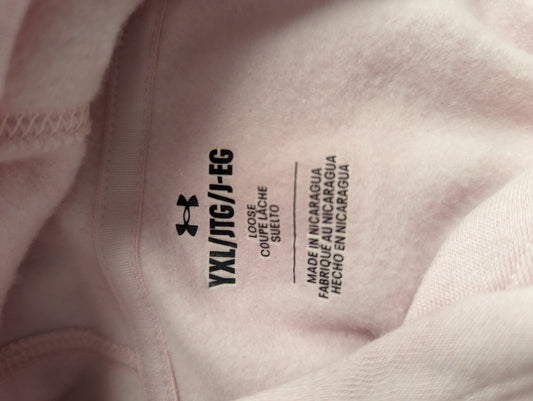 YXL/JTG/J-EG
LOOSE
COUPE LÂCHE
SUELTO
MADE IN NICARAGUA
FABRIQUÉ AU NICARAGUA
HECHO EN NICARAGUA